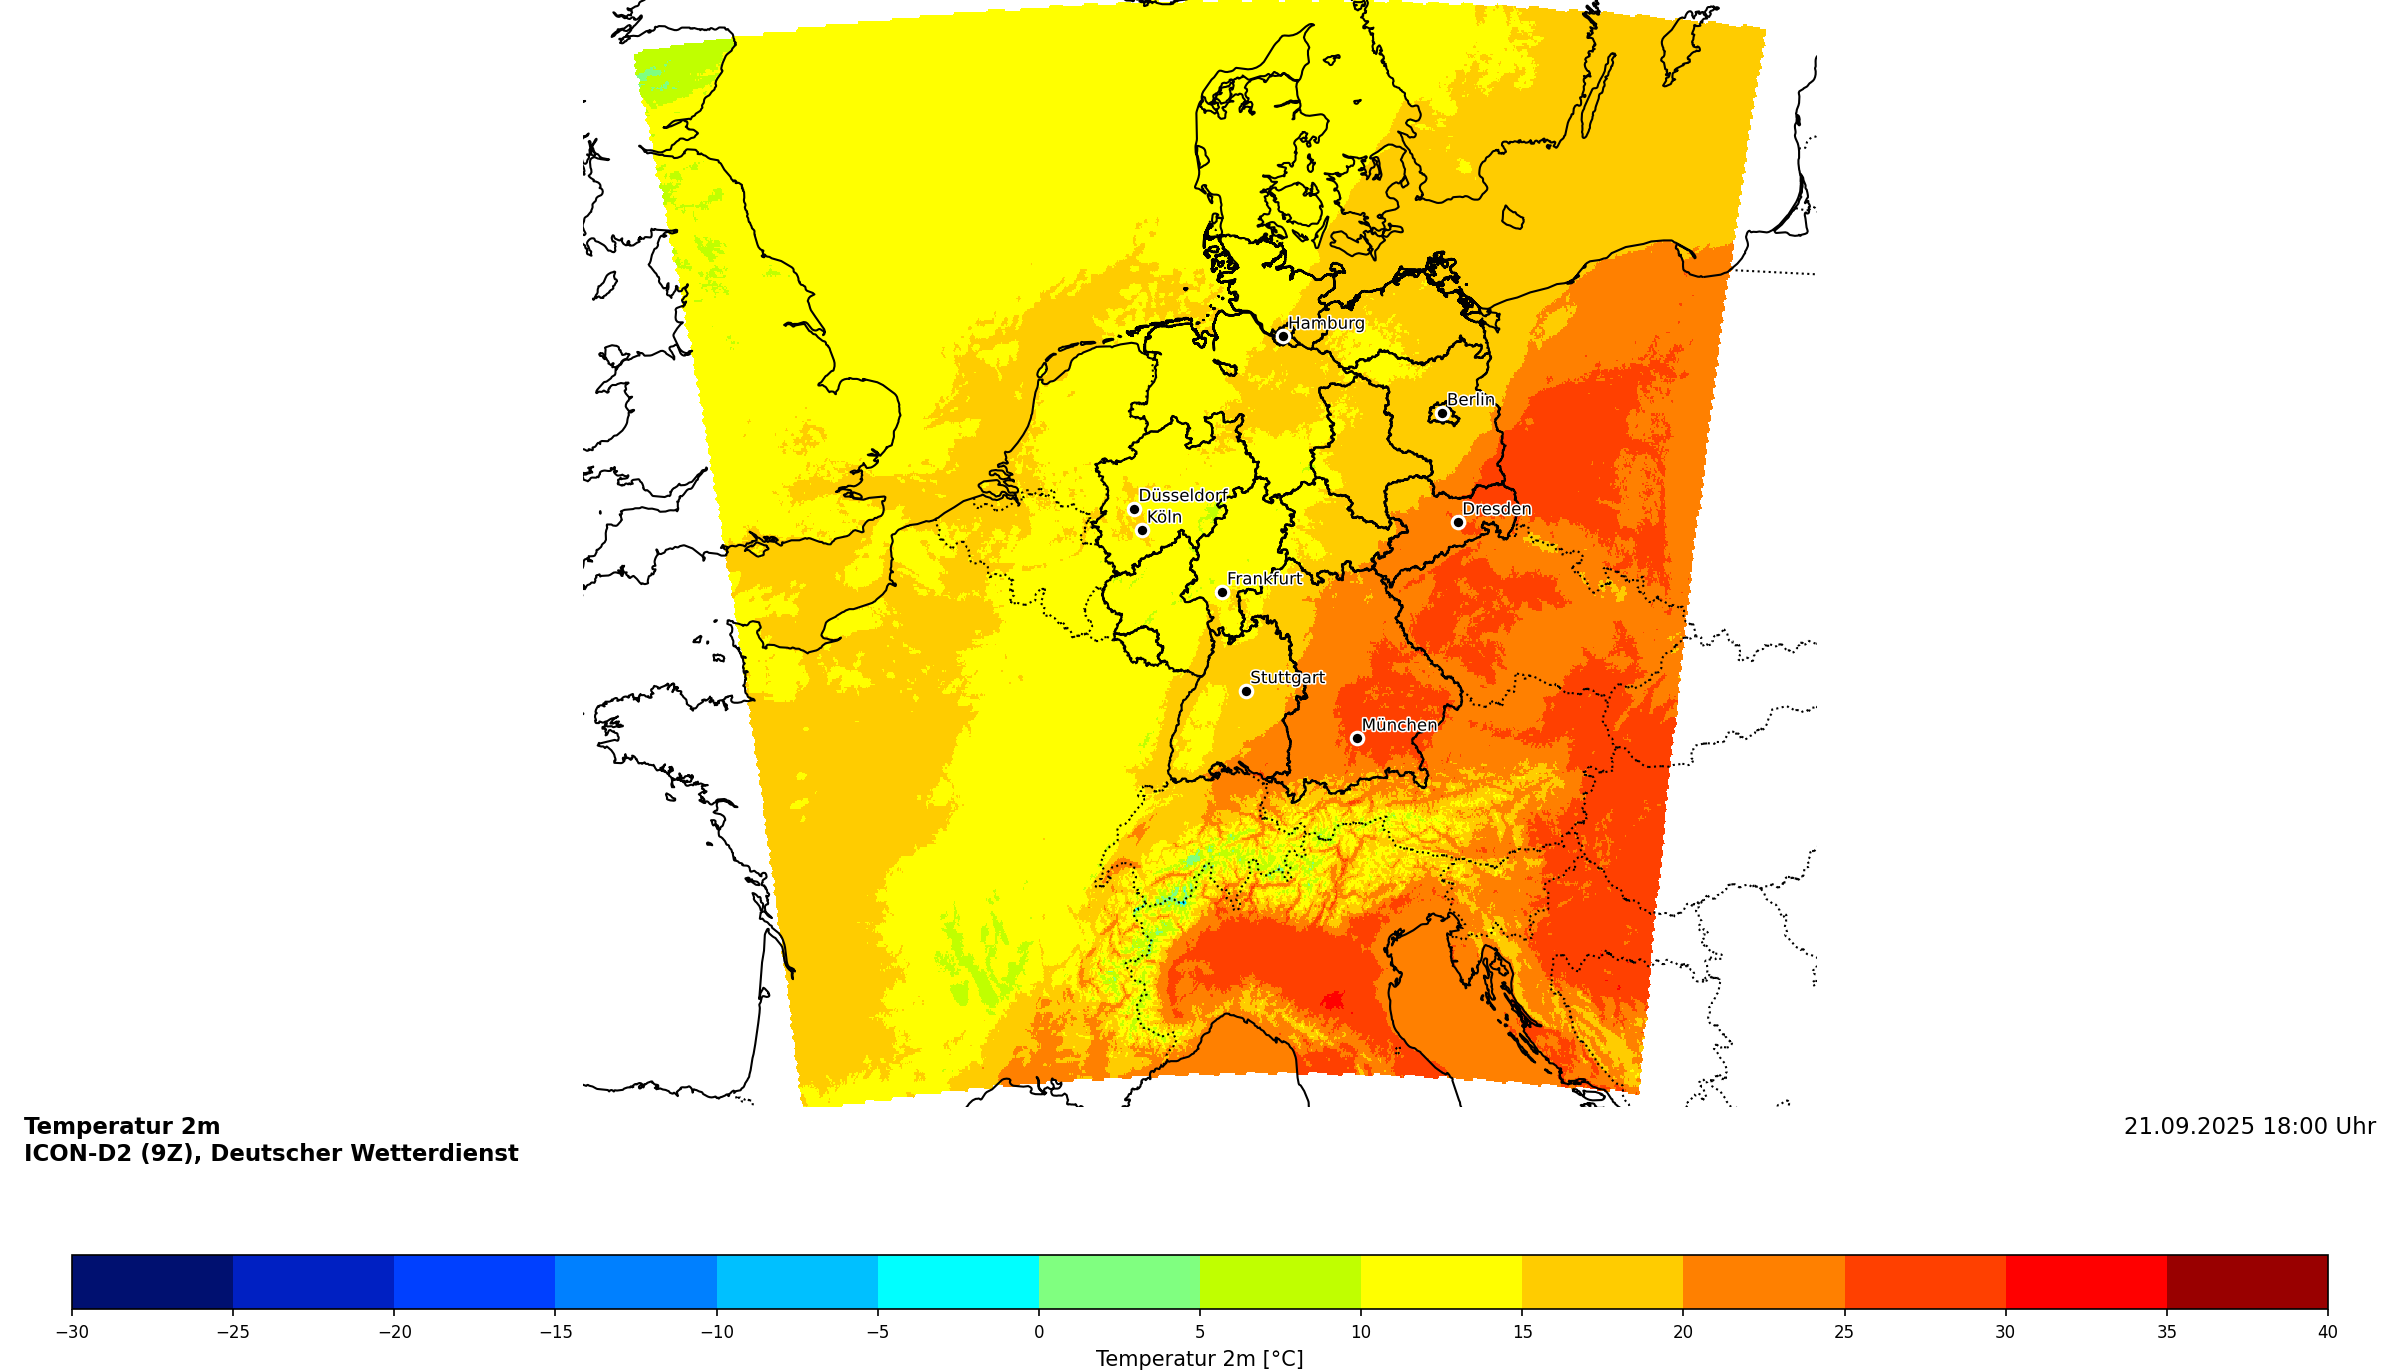 Hamburg
Berlin
Düsseldorf
Dresden
Köln
Frankfurt
Stuttgart
München
Temperatur 2m
ICON-D2 (9Z), Deutscher Wetterdienst
21.09.2025 18:00 Uhr
−30 −25 −20 −15 −10 −5 0 5 10 15 20 25 30 35 40
Temperatur 2m [°C]